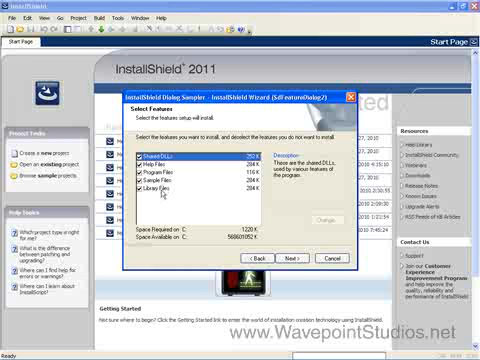 InstallShield
File Edit View Go Project Build Tools Window Help
Start Page
Start Page
InstallShield 2011
InstallShield Dialog Sampler - InstallShield Wizard (SdFeatureDialog2)
Select Features
Select the features setup will install.
Select the features you want to install, and deselect the features you do not want to install.
Shared DLLs 252 K
Help Files 284 K
Program Files 116 K
Sample Files 284 K
Library Files 284 K
Description
These are the shared DLLs, used by various features of the program.
Change...
Space Required on C: 1220 K
Space Available on C: 568601052 K
< Back
Next >
Cancel
Project Tasks
Create a new project
Open an existing project
Browse sample projects
Help Topics
Which project type is right for me?
What is the difference between patching and upgrading?
Where can I find help for errors or warnings?
Where can I learn about InstallScript?
Resources
Help Library
InstallShield Community
Downloads
Release Notes
Known Issues
Upgrade Alerts
RSS Feeds of KB Articles
Contact Us
Support
Join our Customer Experience Improvement Program and help improve the quality, reliability and performance of InstallShield
Getting Started
Not sure where to begin? Click the Getting Started link to enter the world of installation creation technology using InstallShield.
www.WavepointStudios.net
Ready